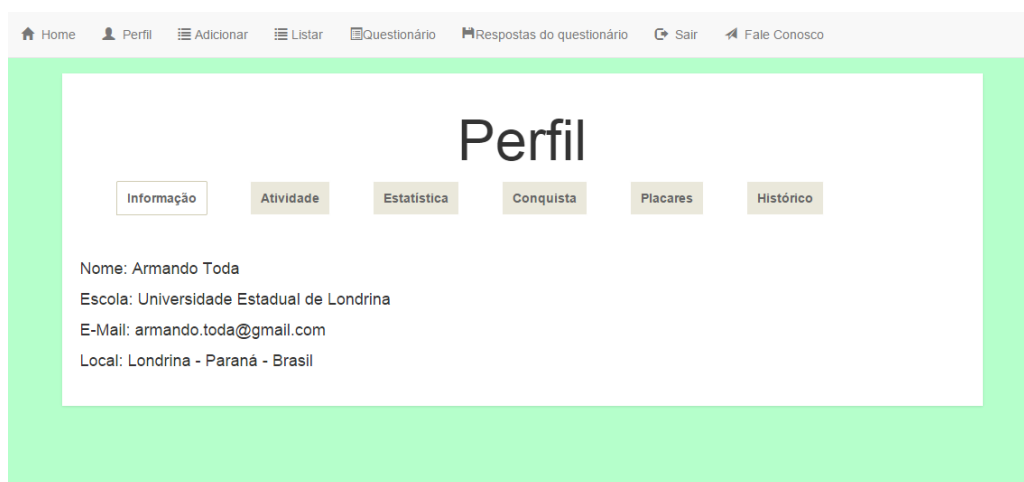 Home Perfil Adicionar Listar Questionário Respostas do questionário Sair Fale Conosco
Perfil
Informação Atividade Estatística Conquista Placares Histórico
Nome: Armando Toda
Escola: Universidade Estadual de Londrina
E-Mail: armando.toda@gmail.com
Local: Londrina - Paraná - Brasil